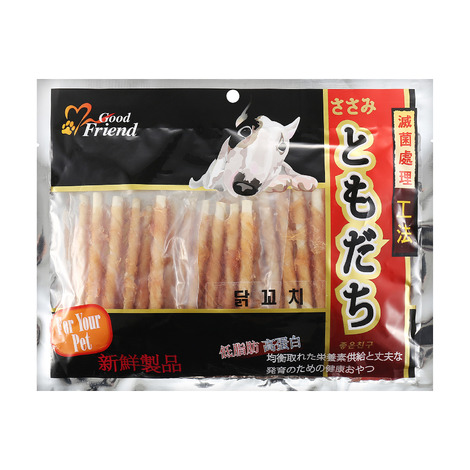 Good
Friend
ささみ
ともだち
좋은친구
滅菌處理 工法
닭꼬치
For Your
Pet
新鮮製品
低脂肪 高蛋白
均衡取れた栄養素供給と丈夫な
発育のための健康おやつ